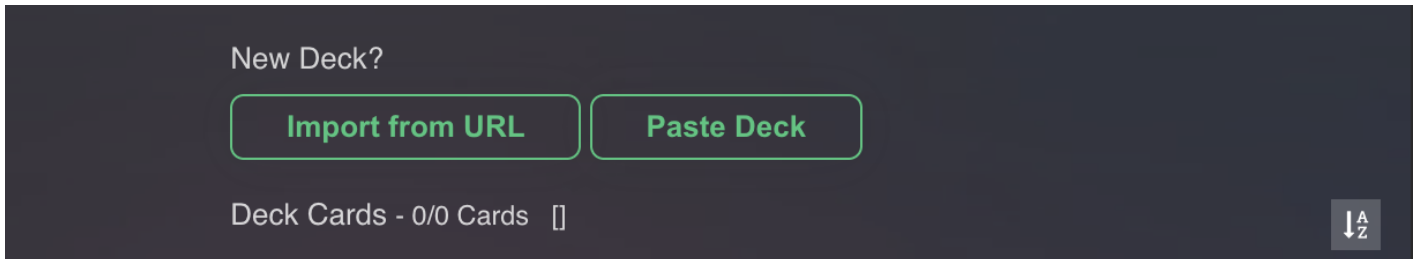 New Deck?
Import from URL Paste Deck
Deck Cards - 0/0 Cards []
A
Z